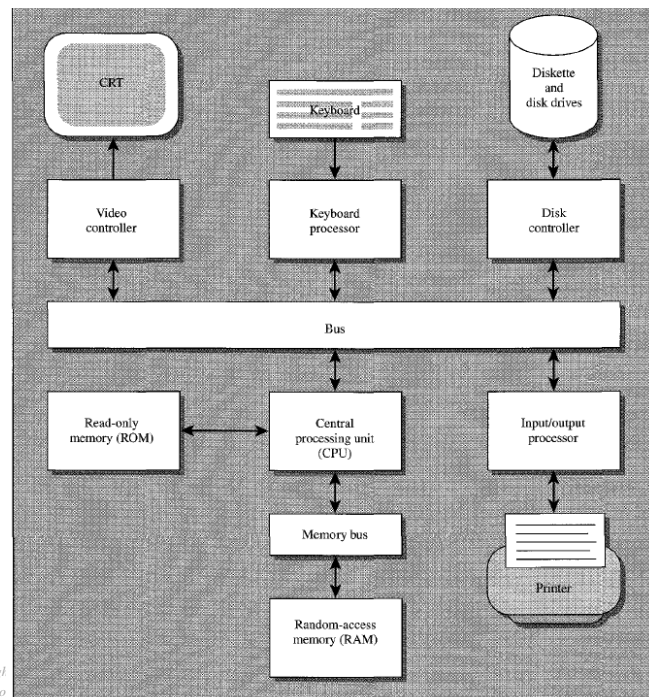 CRT
Keyboard
Diskette
and
disk drives
Video
controller
Keyboard
processor
Disk
controller
Bus
Read-only
memory (ROM)
Central
processing unit
(CPU)
Input/output
processor
Memory bus
Printer
Random-access
memory (RAM)